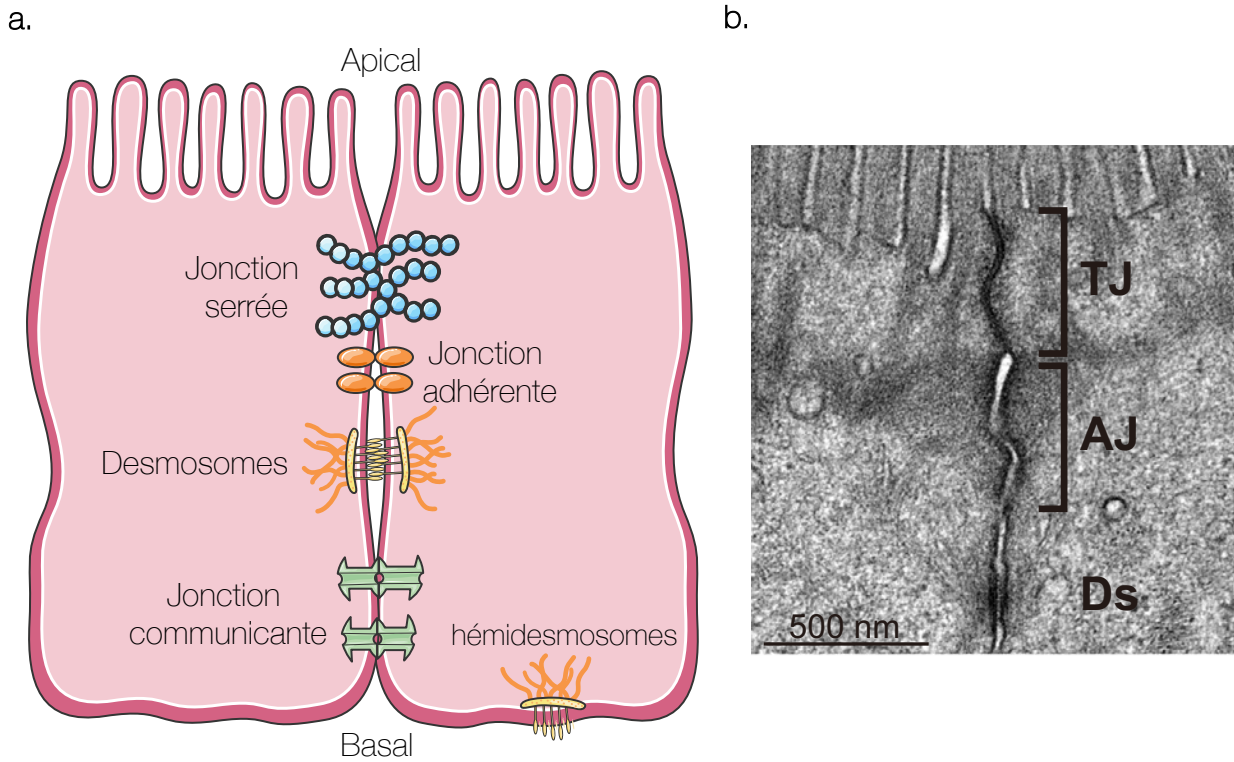 a.
Apical
Jonction
serrée
Jonction
adhérente
Desmosomes
Jonction
communicante
hémidesmosomes
Basal
b.
TJ
AJ
Ds
500 nm